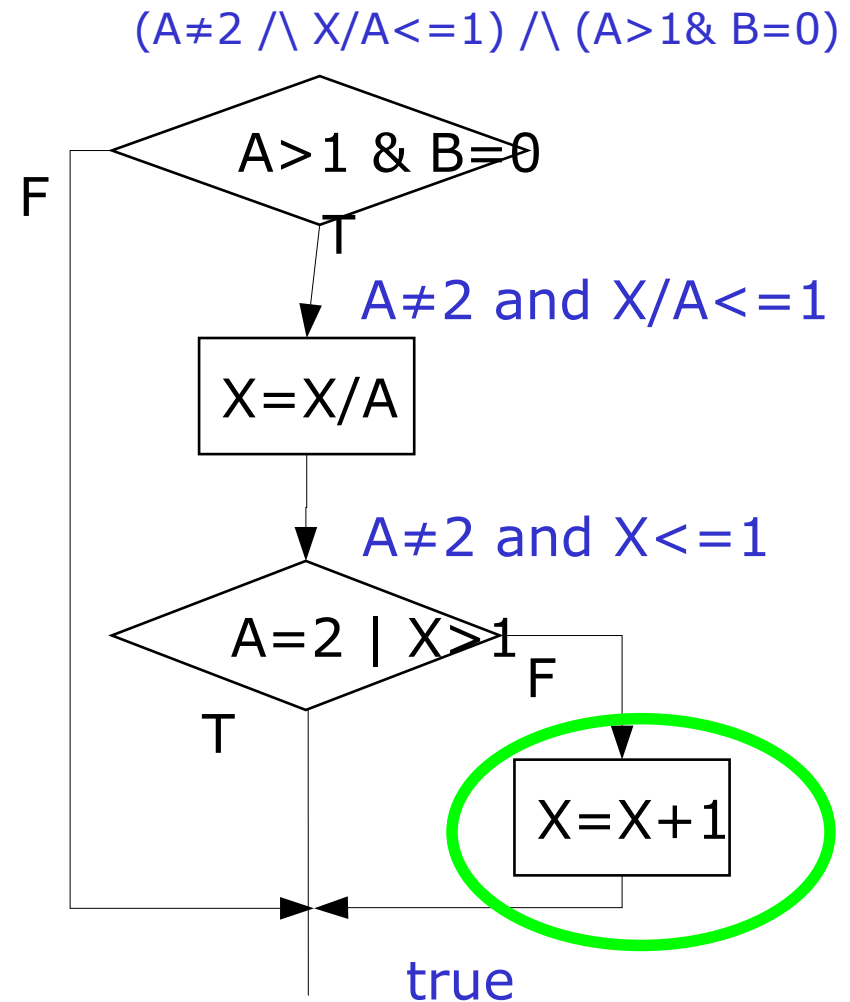 (A≠2 /\ X/A<=1) /\ (A>1& B=0)
A>1 & B=0
F
T
A≠2 and X/A<=1
X=X/A
A≠2 and X<=1
A=2 | X>1
F
T
X=X+1
true